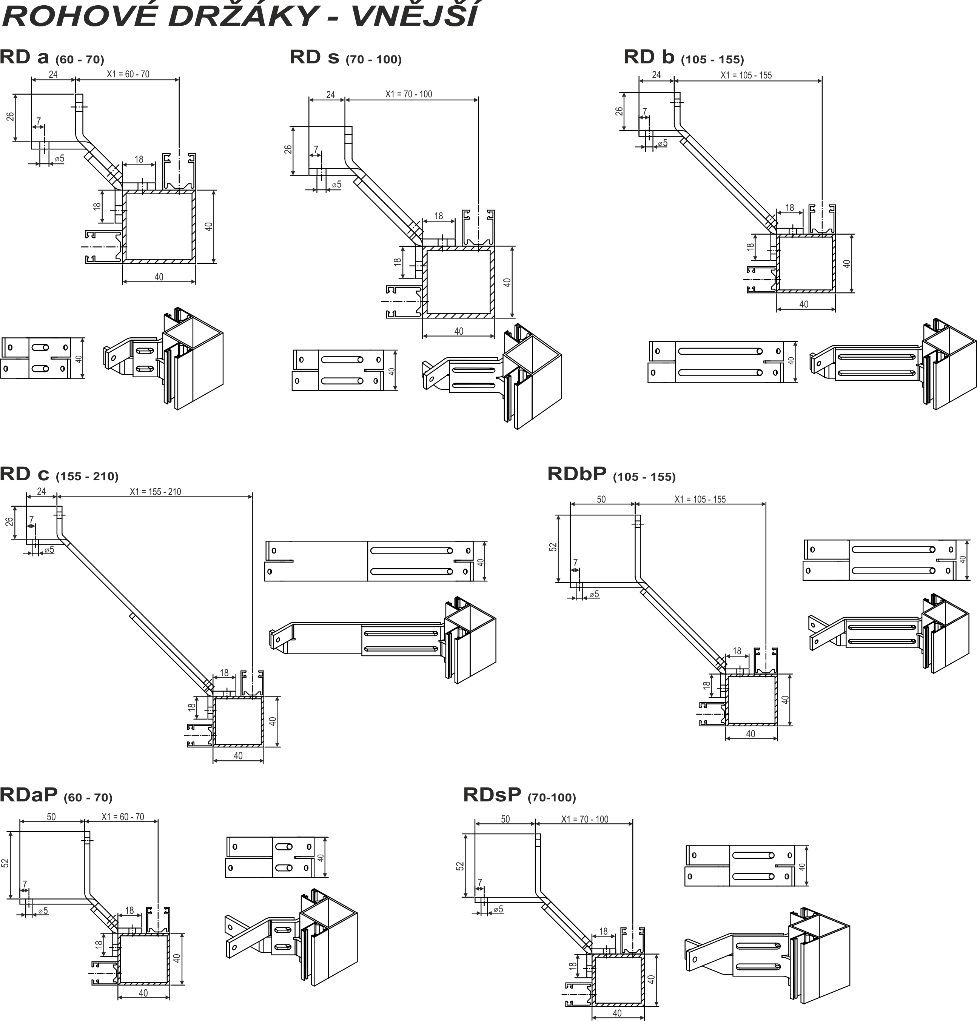 ROHOVÉ DRŽÁKY - VNĚJŠÍ
RD a (60 - 70)
24
X1 = 60 - 70
26
7
ø5
18
18
40
40
40
RD s (70 - 100)
24
X1 = 70 - 100
26
7
ø5
18
18
40
40
40
RD b (105 - 155)
24
X1 = 105 - 155
26
7
ø5
18
18
40
40
40
RD c (155 - 210)
24
X1 = 155 - 210
26
7
ø5
18
18
40
40
40
RDbP (105 - 155)
50
X1 = 105 - 155
52
7
ø5
18
18
40
40
40
RDaP (60 - 70)
50
X1 = 60 - 70
52
7
ø5
18
18
40
40
40
RDsP (70-100)
50
X1 = 70 - 100
52
7
ø5
18
18
40
40
40